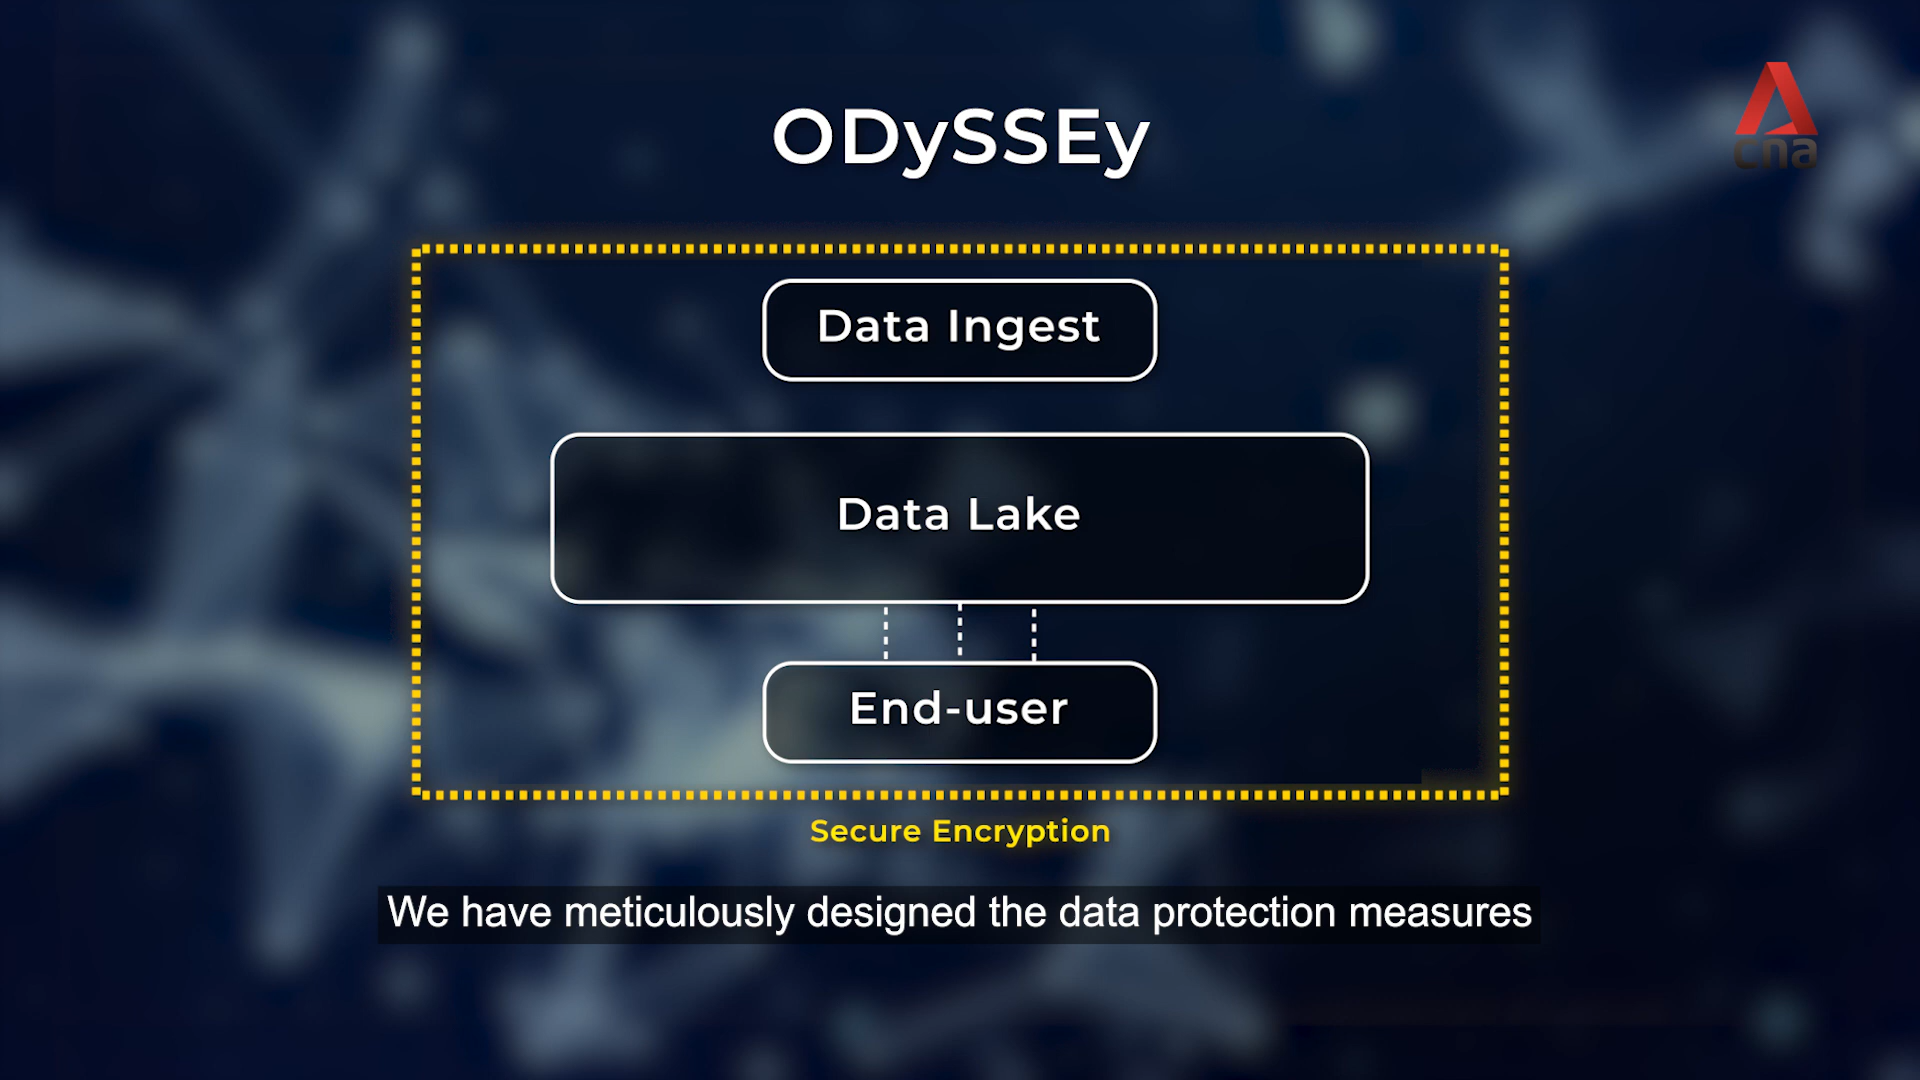 ODySSEy
cna
Data Ingest
Data Lake
End-user
Secure Encryption
We have meticulously designed the data protection measures